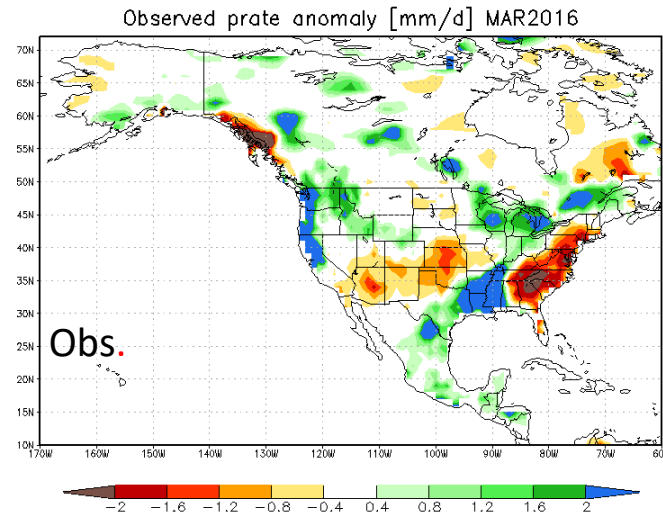 Observed prate anomaly [mm/d] MAR2016
70N
65N
60N
55N
50N
45N
40N
35N
30N
25N
20N
15N
10N
Obs.
170W 160W 150W 140W 130W 120W 110W 100W 90W 80W 70W 60
-2 -1.6 -1.2 -0.8 -0.4 0.4 0.8 1.2 1.6 2